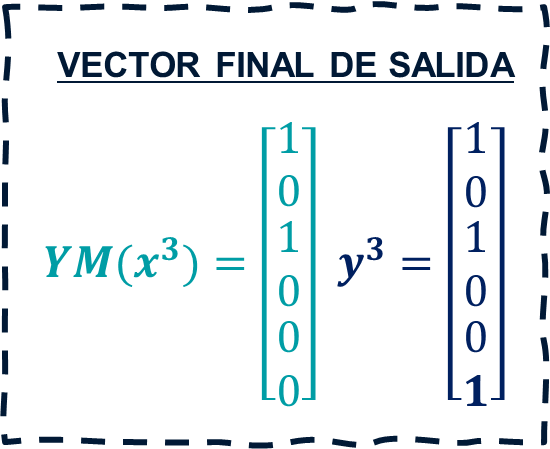 VECTOR FINAL DE SALIDA
YM(x³) = [1 0 1 0 0 0] y³ = [1 0 1 0 0 1]